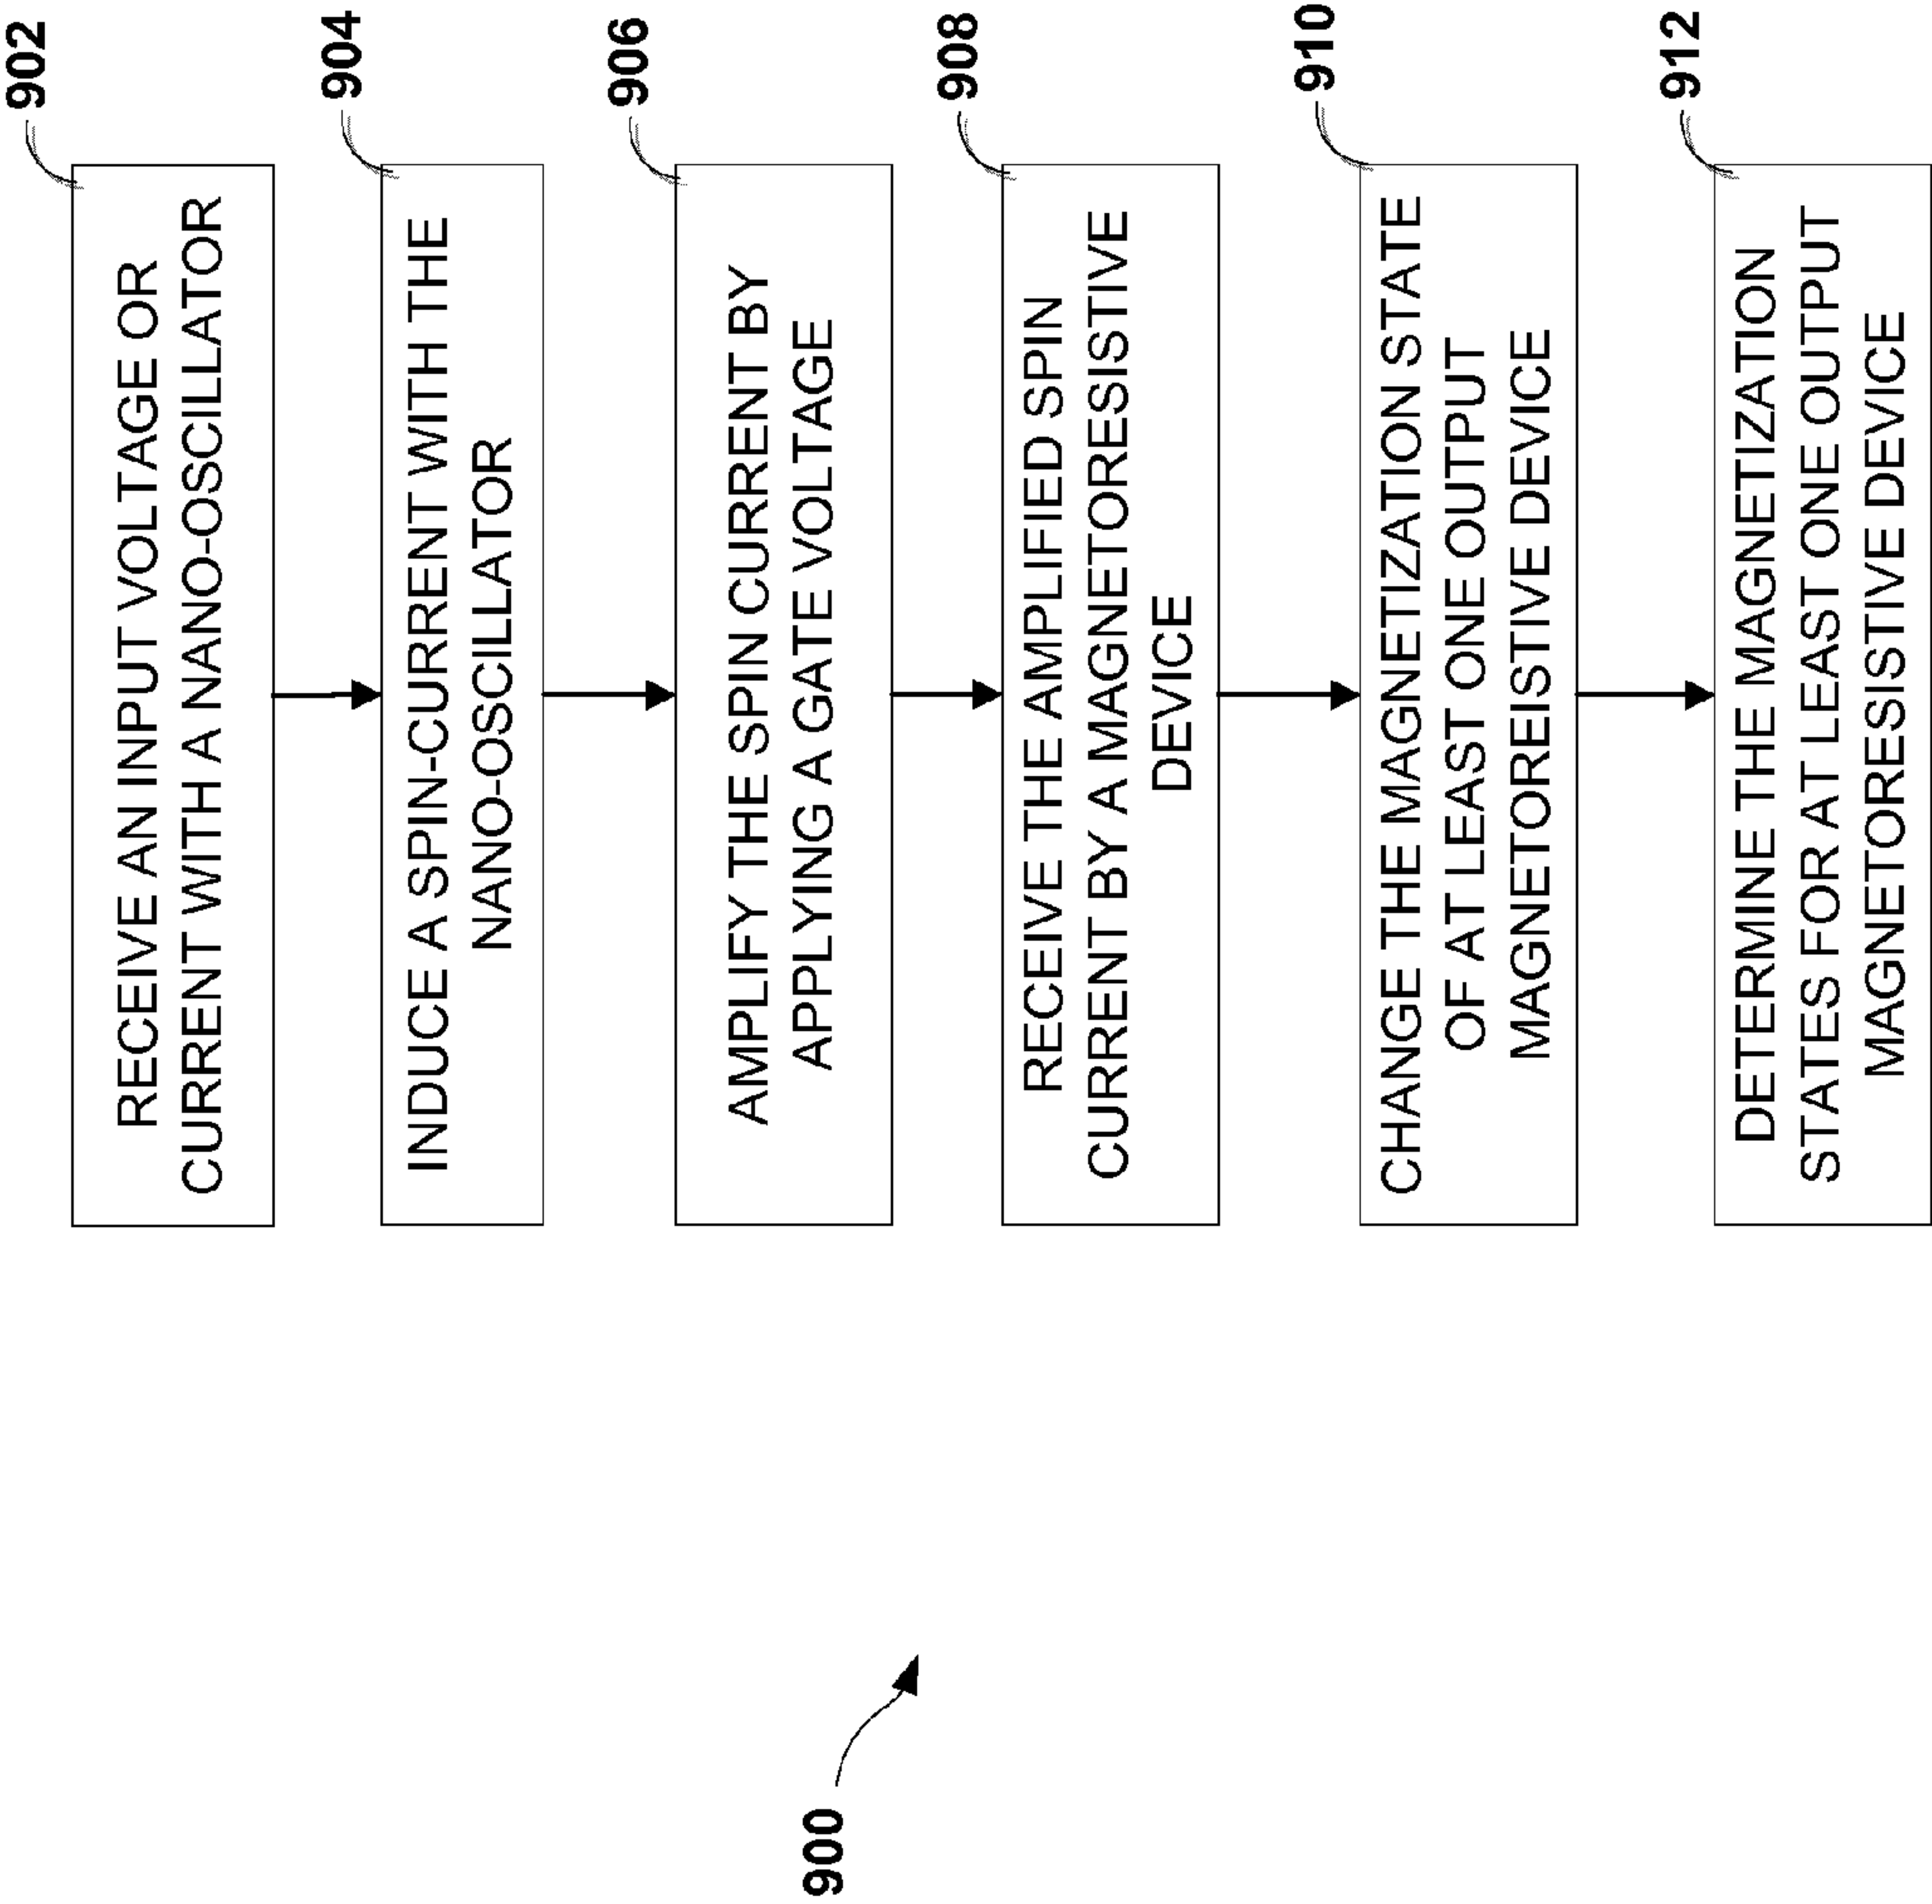 900
902
RECEIVE AN INPUT VOLTAGE OR
CURRENT WITH A NANO-OSCILLATOR
904
INDUCE A SPIN-CURRENT WITH THE
NANO-OSCILLATOR
906
AMPLIFY THE SPIN CURRENT BY
APPLYING A GATE VOLTAGE
908
RECEIVE THE AMPLIFIED SPIN
CURRENT BY A MAGNETORESISTIVE
DEVICE
910
CHANGE THE MAGNETIZATION STATE
OF AT LEAST ONE OUTPUT
MAGNETOREISTIVE DEVICE
912
DETERMINE THE MAGNETIZATION
STATES FOR AT LEAST ONE OUTPUT
MAGNETORESISTIVE DEVICE